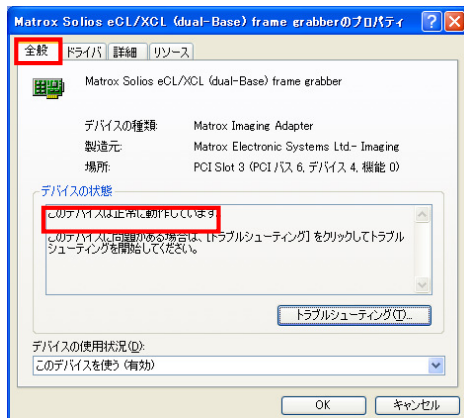 Matrox Solios eCL/XCL (dual-Base) frame grabberのプロパティ
全般 ドライバ 詳細 リソース
Matrox Solios eCL/XCL (dual-Base) frame grabber
デバイスの種類: Matrox Imaging Adapter
製造元: Matrox Electronic Systems Ltd.- Imaging
場所: PCI Slot 3 (PCI バス 6, デバイス 4, 機能 0)
デバイスの状態
このデバイスは正常に動作しています。
このデバイスに問題がある場合は、[トラブルシューティング] をクリックしてトラブル
シューティングを開始してください。
トラブルシューティング(T)...
デバイスの使用状況(D):
このデバイスを使う (有効)
OK キャンセル